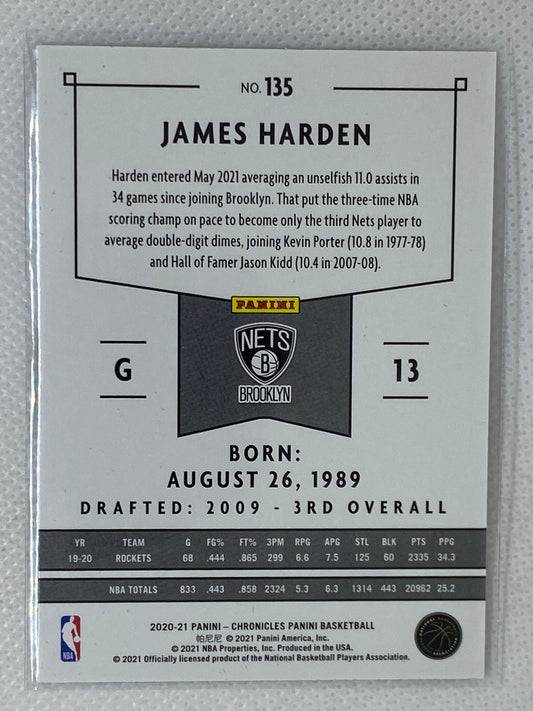 NO. 135
JAMES HARDEN
Harden entered May 2021 averaging an unselfish 11.0 assists in
34 games since joining Brooklyn. That put the three-time NBA
scoring champ on pace to become only the third Nets player to
average double-digit dimes, joining Kevin Porter (10.8 in 1977-78)
and Hall of Famer Jason Kidd (10.4 in 2007-08).
PANINI
NETS
B
BROOKLYN
G
13
BORN:
AUGUST 26, 1989
DRAFTED: 2009 - 3RD OVERALL
YR TEAM G FG% FT% 3PM RPG APG STL BLK PTS PPG
19-20 ROCKETS 68 .444 .865 299 6.6 7.5 125 60 2335 34.3
NBA TOTALS 833 .443 .858 2324 5.3 6.3 1314 443 20962 25.2
2020-21 PANINI – CHRONICLES PANINI BASKETBALL
帕尼尼 © 2021 Panini America, Inc.
© 2021 NBA Properties, Inc. Produced in the USA.
© 2021 Officially licensed product of the National Basketball Players Association.
NBA